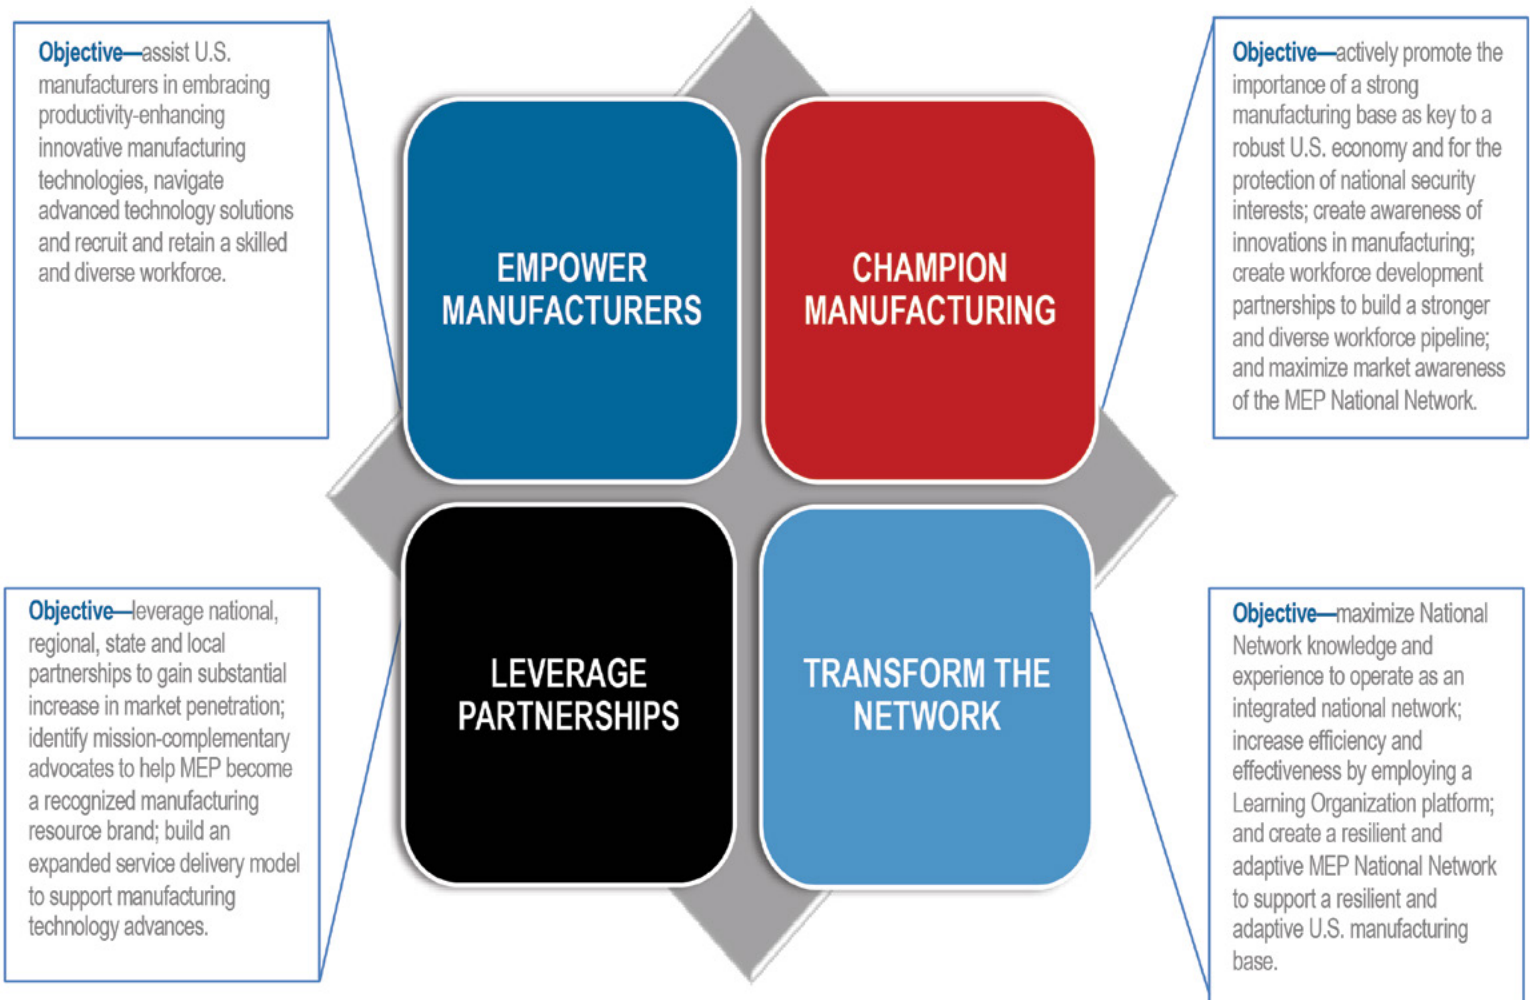 Objective—assist U.S.
manufacturers in embracing
productivity-enhancing
innovative manufacturing
technologies, navigate
advanced technology solutions
and recruit and retain a skilled
and diverse workforce.
EMPOWER
MANUFACTURERS
CHAMPION
MANUFACTURING
Objective—actively promote the
importance of a strong
manufacturing base as key to a
robust U.S. economy and for the
protection of national security
interests; create awareness of
innovations in manufacturing;
create workforce development
partnerships to build a stronger
and diverse workforce pipeline;
and maximize market awareness
of the MEP National Network.
Objective—leverage national,
regional, state and local
partnerships to gain substantial
increase in market penetration;
identify mission-complementary
advocates to help MEP become
a recognized manufacturing
resource brand; build an
expanded service delivery model
to support manufacturing
technology advances.
LEVERAGE
PARTNERSHIPS
TRANSFORM THE
NETWORK
Objective—maximize National
Network knowledge and
experience to operate as an
integrated national network;
increase efficiency and
effectiveness by employing a
Learning Organization platform;
and create a resilient and
adaptive MEP National Network
to support a resilient and
adaptive U.S. manufacturing
base.